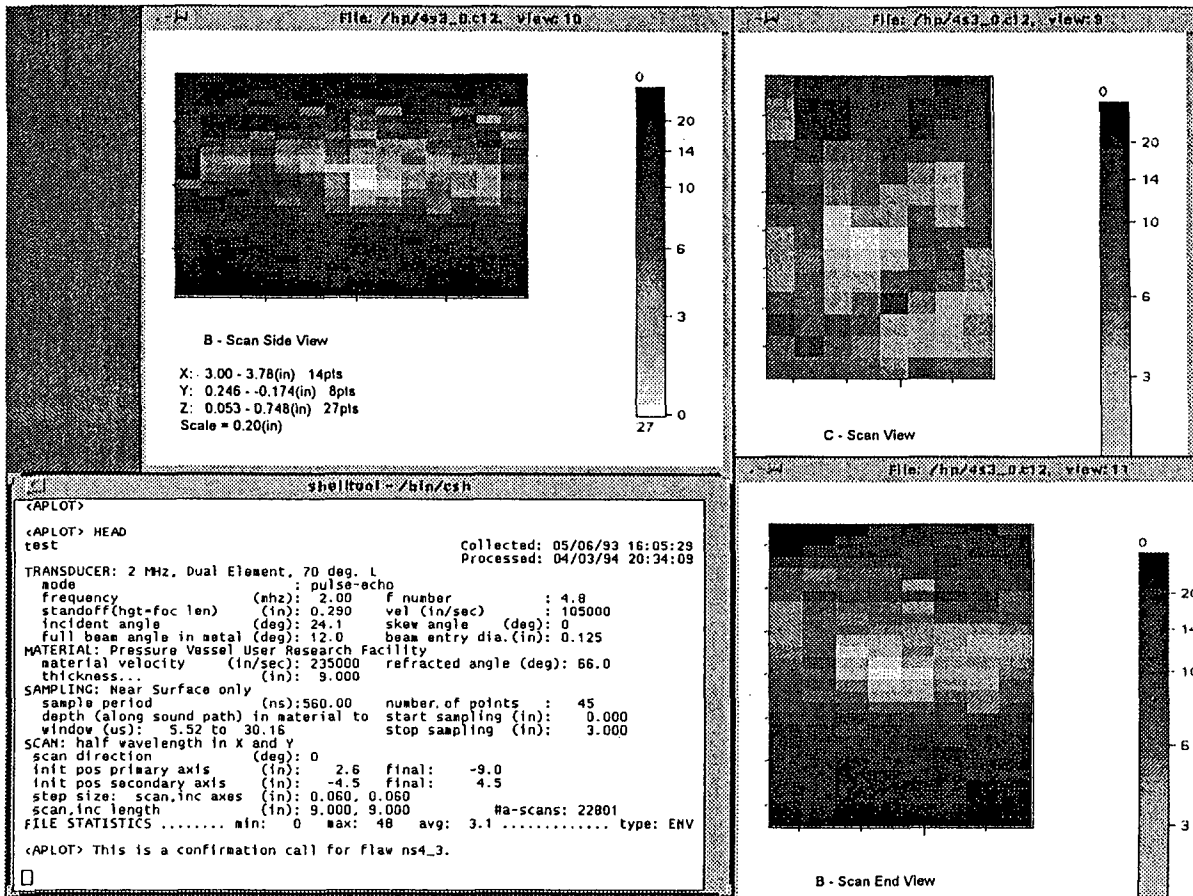 File: /hp/4s3_0.c12, view: 10
0
20
14
10
6
3
0
27
B - Scan Side View
X: 3.00 - 3.78(in) 14pts
Y: 0.246 - -0.174(in) 8pts
Z: 0.053 - 0.748(in) 27pts
Scale = 0.20(in)
File: /hp/4s3_0.c12, view: 9
0
20
14
10
6
3
C - Scan View
shelltool - /bin/csh
<APLOT>
<APLOT> HEAD
test Collected: 05/06/93 16:05:29
Processed: 04/03/94 20:34:09
TRANSDUCER: 2 MHz, Dual Element, 70 deg. L
mode : pulse-echo
frequency (mhz): 2.00 f number : 4.8
standoff(hgt-foc len) (in): 0.290 vel (in/sec) : 105000
incident angle (deg): 24.1 skew angle (deg): 0
full beam angle in metal (deg): 12.0 beam entry dia.(in): 0.125
MATERIAL: Pressure Vessel User Research Facility
material velocity (in/sec): 235000 refracted angle (deg): 66.0
thickness... (in): 9.000
SAMPLING: Near Surface only
sample period (ns):560.00 number.of points : 45
depth (along sound path) in material to start sampling (in): 0.000
window (us): 5.52 to 30.16 stop sampling (in): 3.000
SCAN: half wavelength in X and Y
scan direction (deg): 0
init pos primary axis (in): 2.6 final: -9.0
init pos secondary axis (in): -4.5 final: 4.5
step size: scan,inc axes (in): 0.060, 0.060
scan,inc length (in): 9.000, 9.000 #a-scans: 22801
FILE STATISTICS ........ min: 0 max: 48 avg: 3.1 ............. type: ENV
<APLOT> This is a confirmation call for flaw ns4_3.
File: /hp/4s3_0.c12, view: 11
0
20
14
10
6
3
B - Scan End View